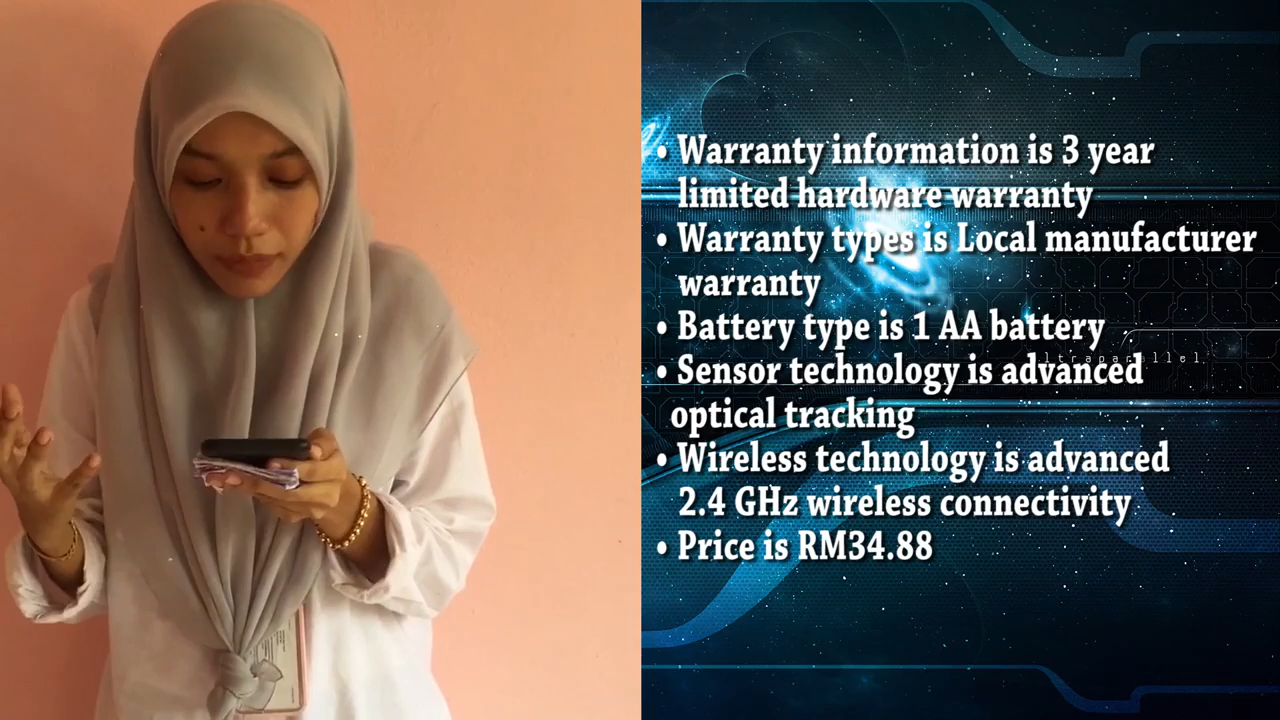 • Warranty information is 3 year
limited hardware warranty
• Warranty types is Local manufacturer
warranty
• Battery type is 1 AA battery
• Sensor technology is advanced
optical tracking
• Wireless technology is advanced
2.4 GHz wireless connectivity
• Price is RM34.88